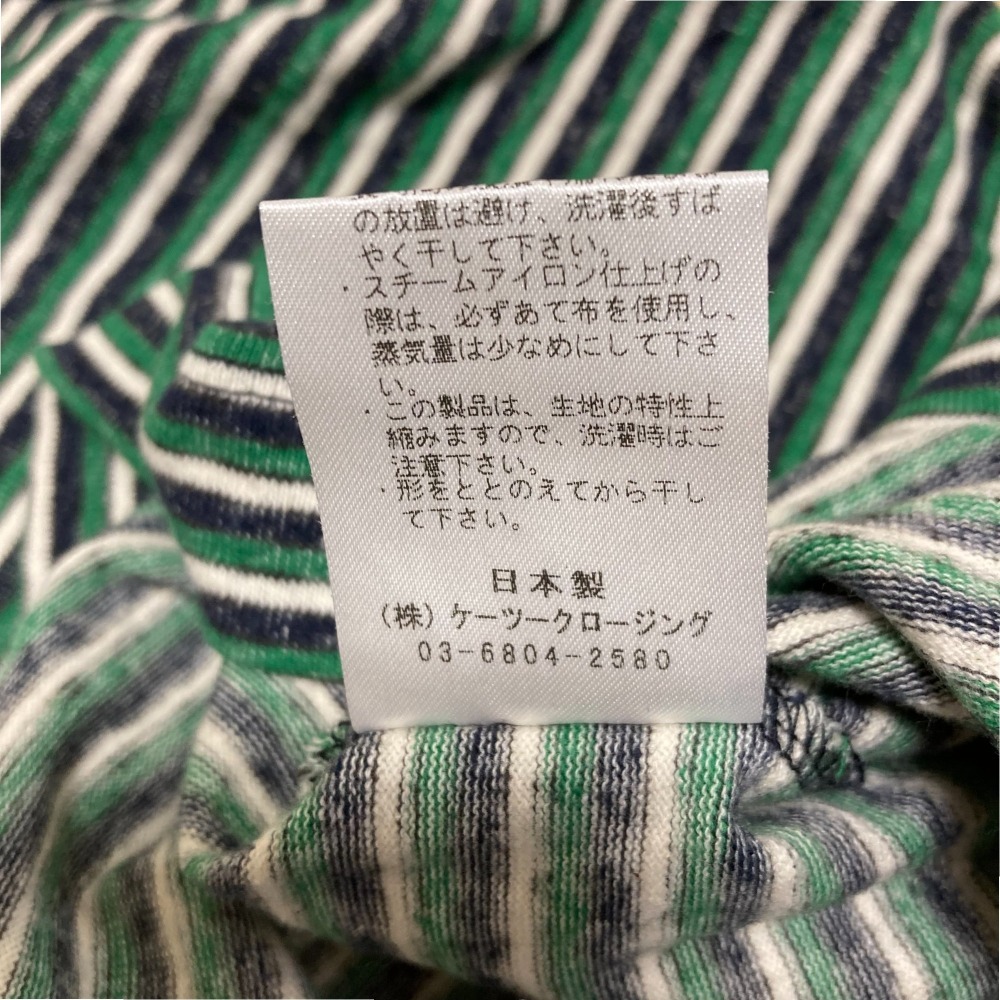 の放置は避け、洗濯後すば
やく干して下さい。
・スチームアイロン仕上げの
際は、必ずあて布を使用し、
蒸気量は少なめにして下さ
い。
・この製品は、生地の特性上
縮みますので、洗濯時はご
注意下さい。
・形をととのえてから干し
て下さい。
日本製
(株)ケーツークロージング
03-6804-2580